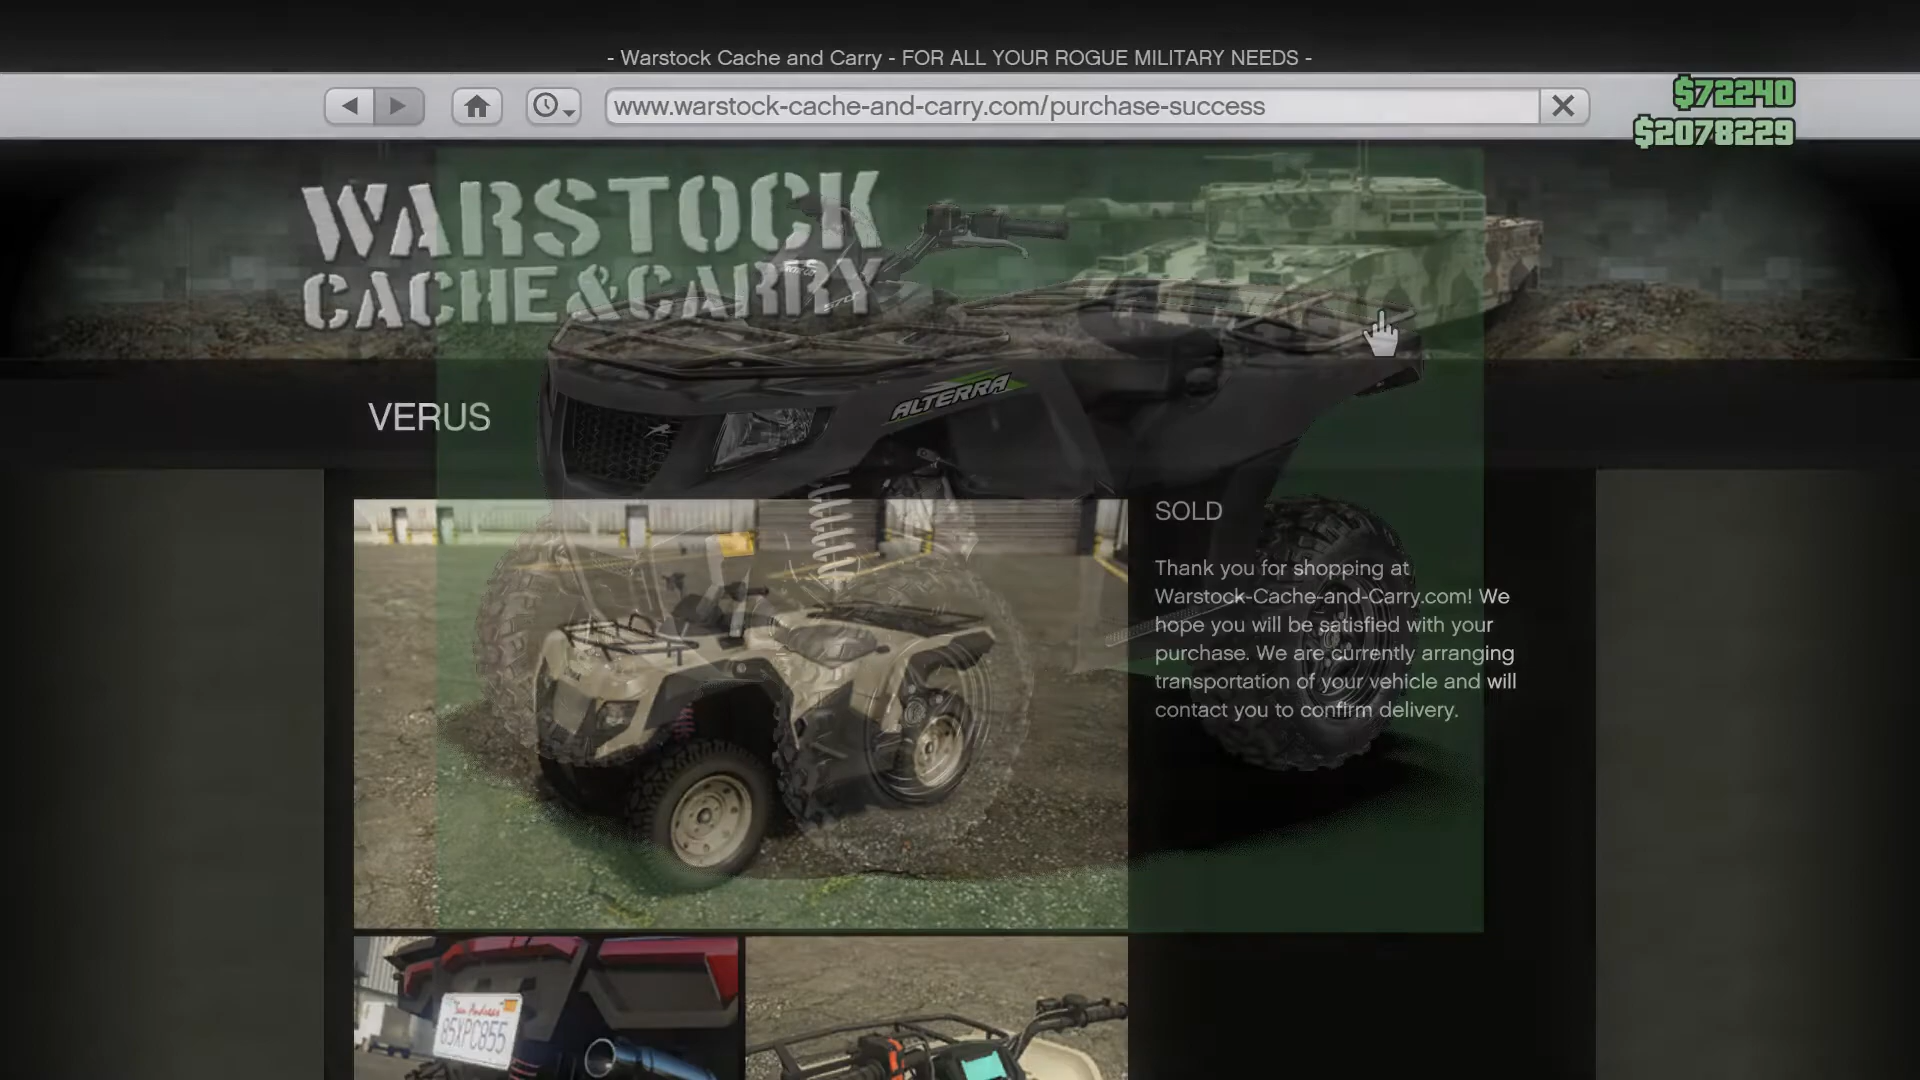 - Warstock Cache and Carry - FOR ALL YOUR ROGUE MILITARY NEEDS -
www.warstock-cache-and-carry.com/purchase-success
$72240
$2078229
WARSTOCK
CACHE&CARRY
ALTERRA
VERUS
SOLD
Thank you for shopping at
Warstock-Cache-and-Carry.com! We
hope you will be satisfied with your
purchase. We are currently arranging
transportation of your vehicle and will
contact you to confirm delivery.
San Andreas
85XPC855